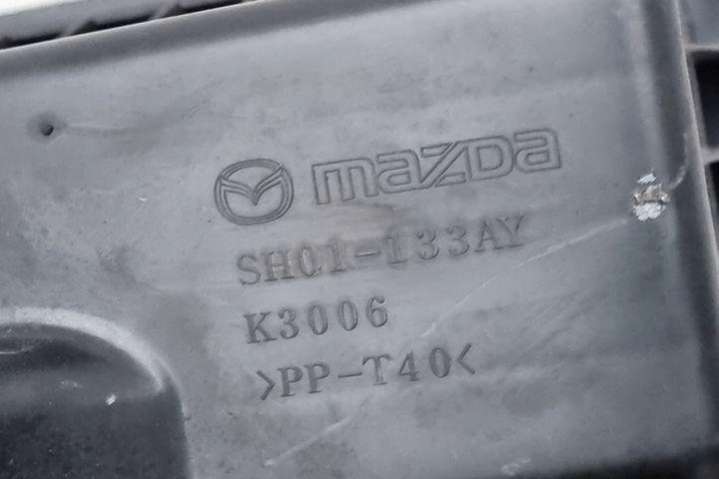 mazda
SH01-133AY
K3006
>PP-T40<